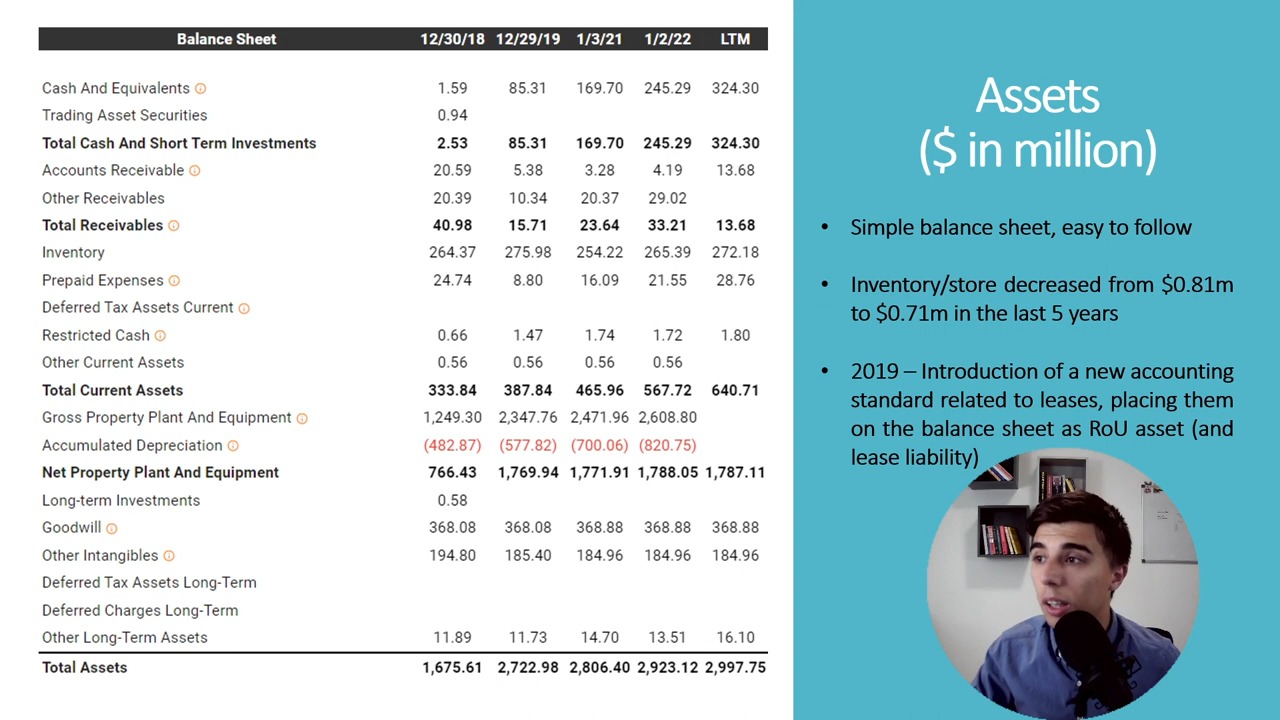 Balance Sheet 12/30/18 12/29/19 1/3/21 1/2/22 LTM
Cash And Equivalents 1.59 85.31 169.70 245.29 324.30
Trading Asset Securities 0.94
Total Cash And Short Term Investments 2.53 85.31 169.70 245.29 324.30
Accounts Receivable 20.59 5.38 3.28 4.19 13.68
Other Receivables 20.39 10.34 20.37 29.02
Total Receivables 40.98 15.71 23.64 33.21 13.68
Inventory 264.37 275.98 254.22 265.39 272.18
Prepaid Expenses 24.74 8.80 16.09 21.55 28.76
Deferred Tax Assets Current
Restricted Cash 0.66 1.47 1.74 1.72 1.80
Other Current Assets 0.56 0.56 0.56 0.56
Total Current Assets 333.84 387.84 465.96 567.72 640.71
Gross Property Plant And Equipment 1,249.30 2,347.76 2,471.96 2,608.80
Accumulated Depreciation (482.87) (577.82) (700.06) (820.75)
Net Property Plant And Equipment 766.43 1,769.94 1,771.91 1,788.05 1,787.11
Long-term Investments 0.58
Goodwill 368.08 368.08 368.88 368.88 368.88
Other Intangibles 194.80 185.40 184.96 184.96 184.96
Deferred Tax Assets Long-Term
Deferred Charges Long-Term
Other Long-Term Assets 11.89 11.73 14.70 13.51 16.10
Total Assets 1,675.61 2,722.98 2,806.40 2,923.12 2,997.75
Assets
($ in million)
• Simple balance sheet, easy to follow
• Inventory/store decreased from $0.81m
to $0.71m in the last 5 years
• 2019 – Introduction of a new accounting
standard related to leases, placing them
on the balance sheet as RoU asset (and
lease liability)